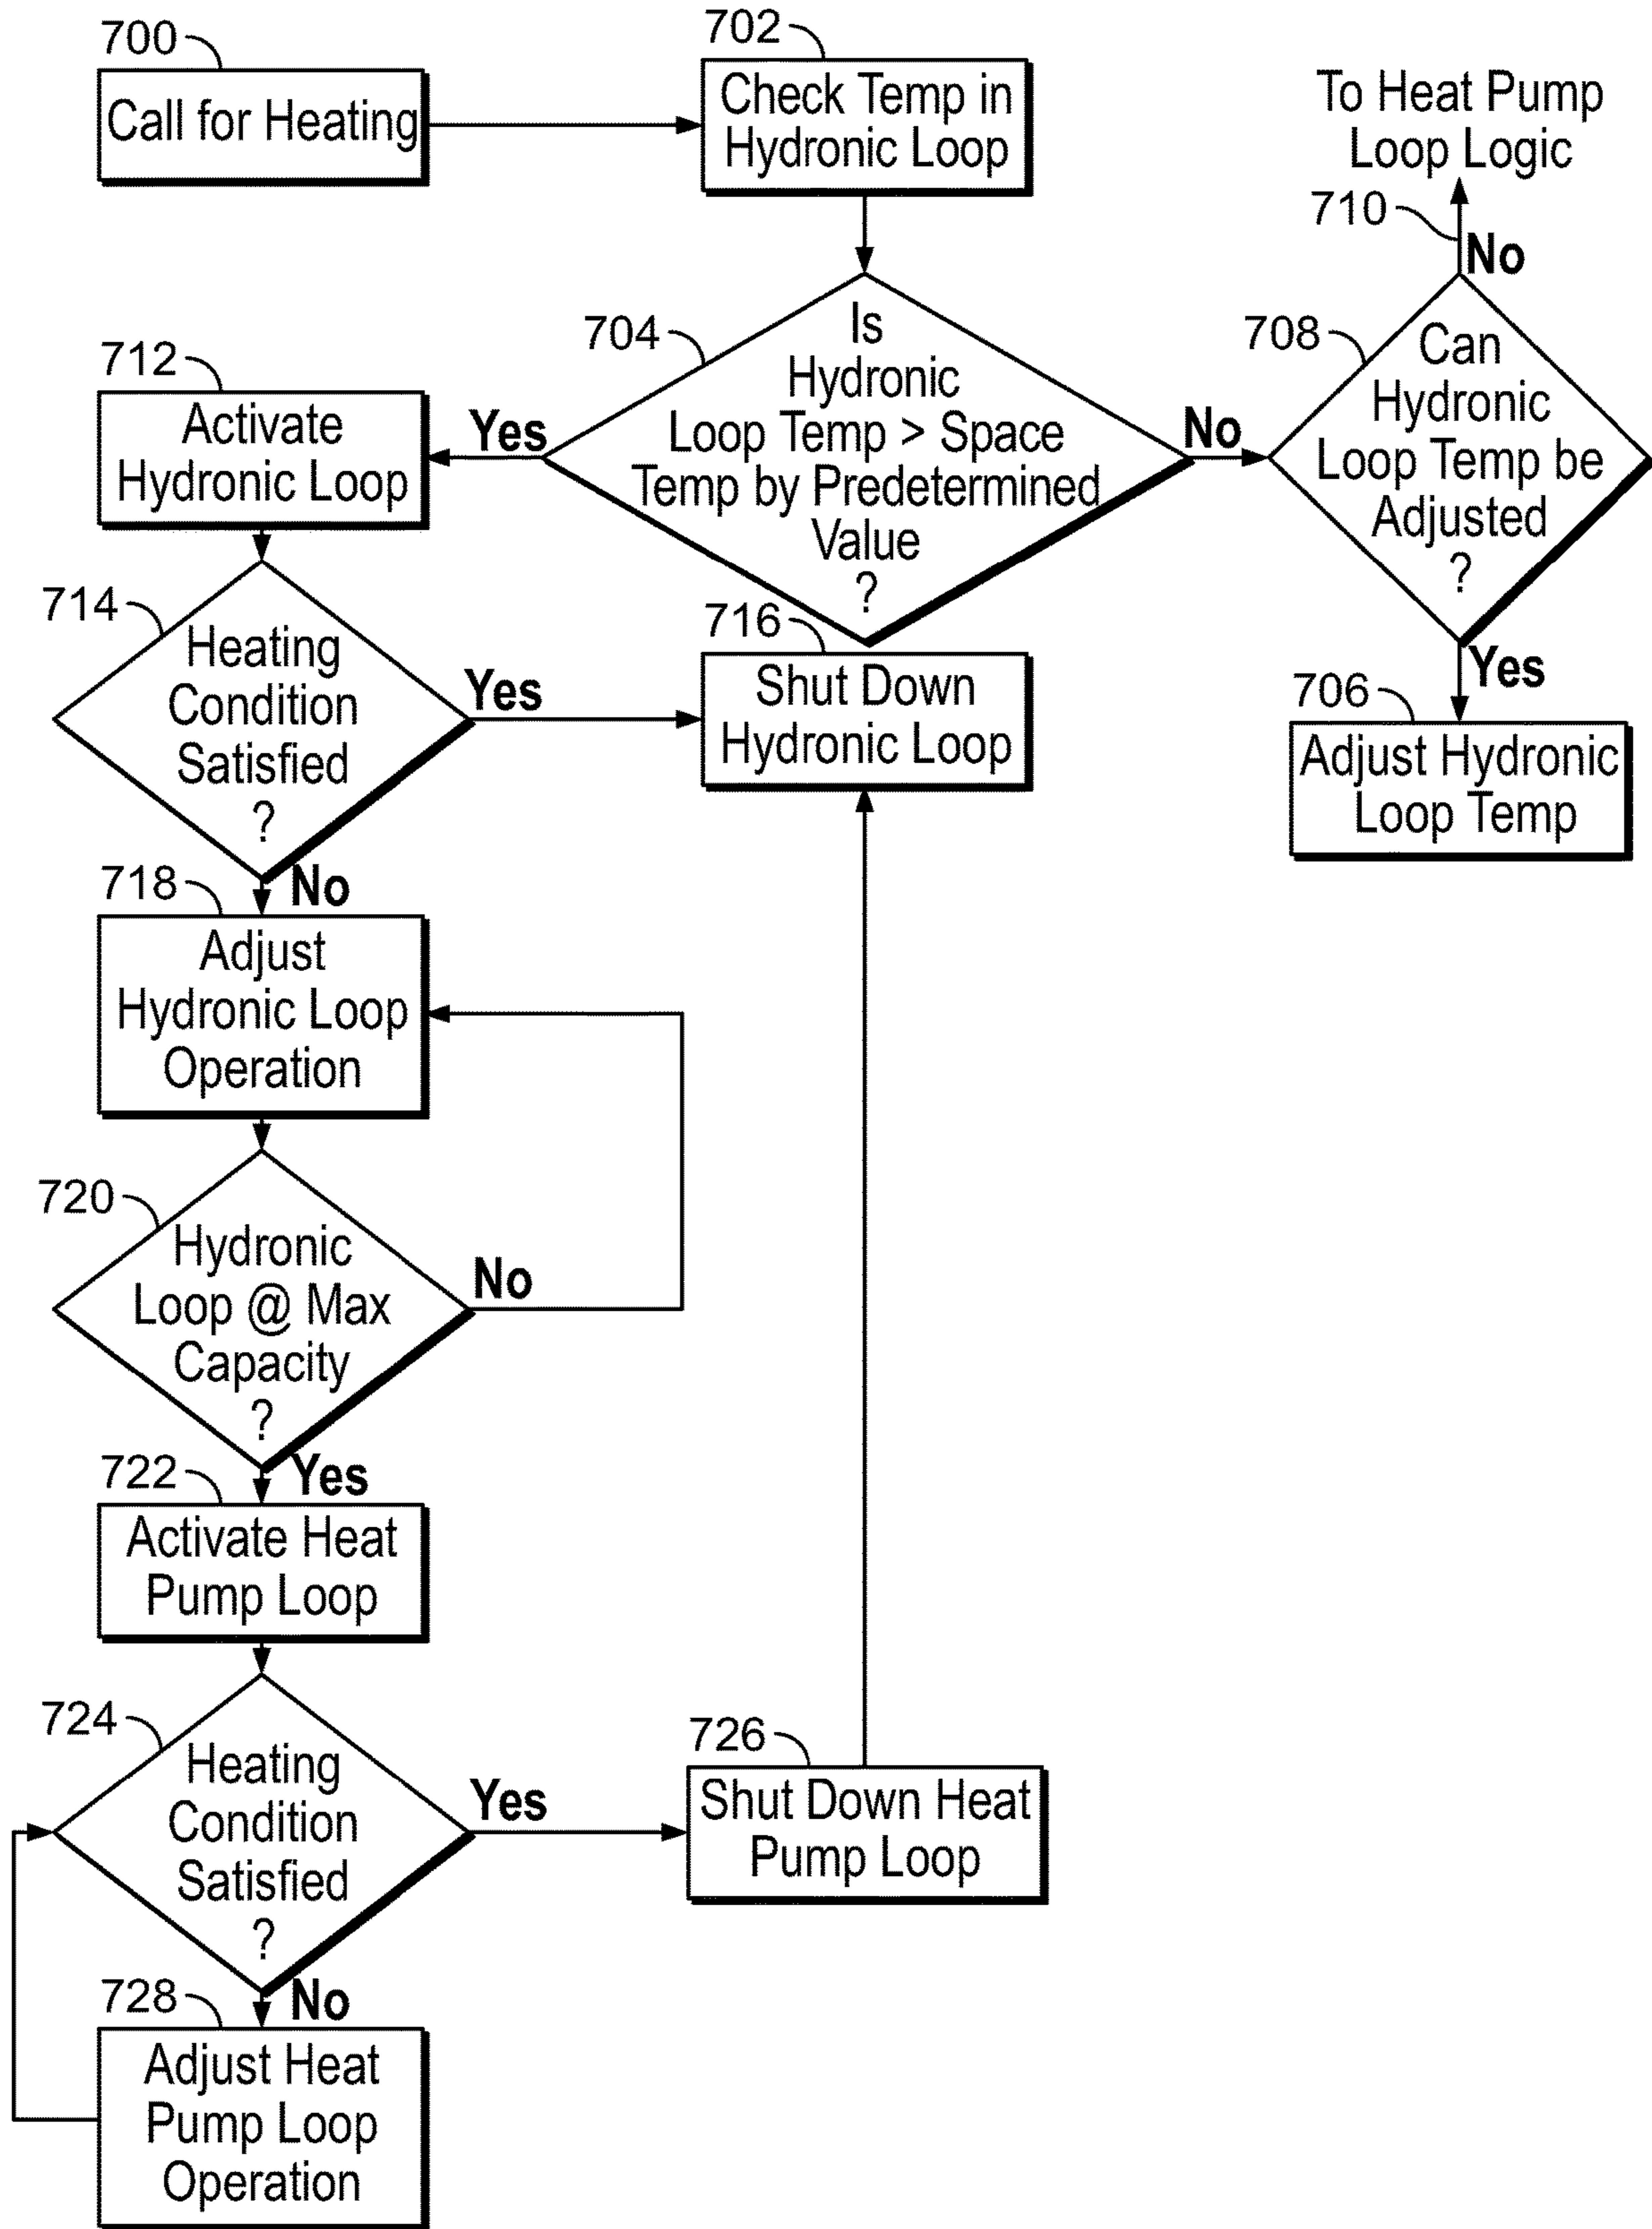 700
Call for Heating
702
Check Temp in
Hydronic Loop
To Heat Pump
Loop Logic
710
No
704
Is
Hydronic
Loop Temp > Space
Temp by Predetermined
Value
?
Yes
No
708
Can
Hydronic
Loop Temp be
Adjusted
?
Yes
706
Adjust Hydronic
Loop Temp
712
Activate
Hydronic Loop
714
Heating
Condition
Satisfied
?
Yes
716
Shut Down
Hydronic Loop
No
718
Adjust
Hydronic Loop
Operation
720
Hydronic
Loop @ Max
Capacity
?
No
Yes
722
Activate Heat
Pump Loop
724
Heating
Condition
Satisfied
?
Yes
726
Shut Down Heat
Pump Loop
No
728
Adjust Heat
Pump Loop
Operation